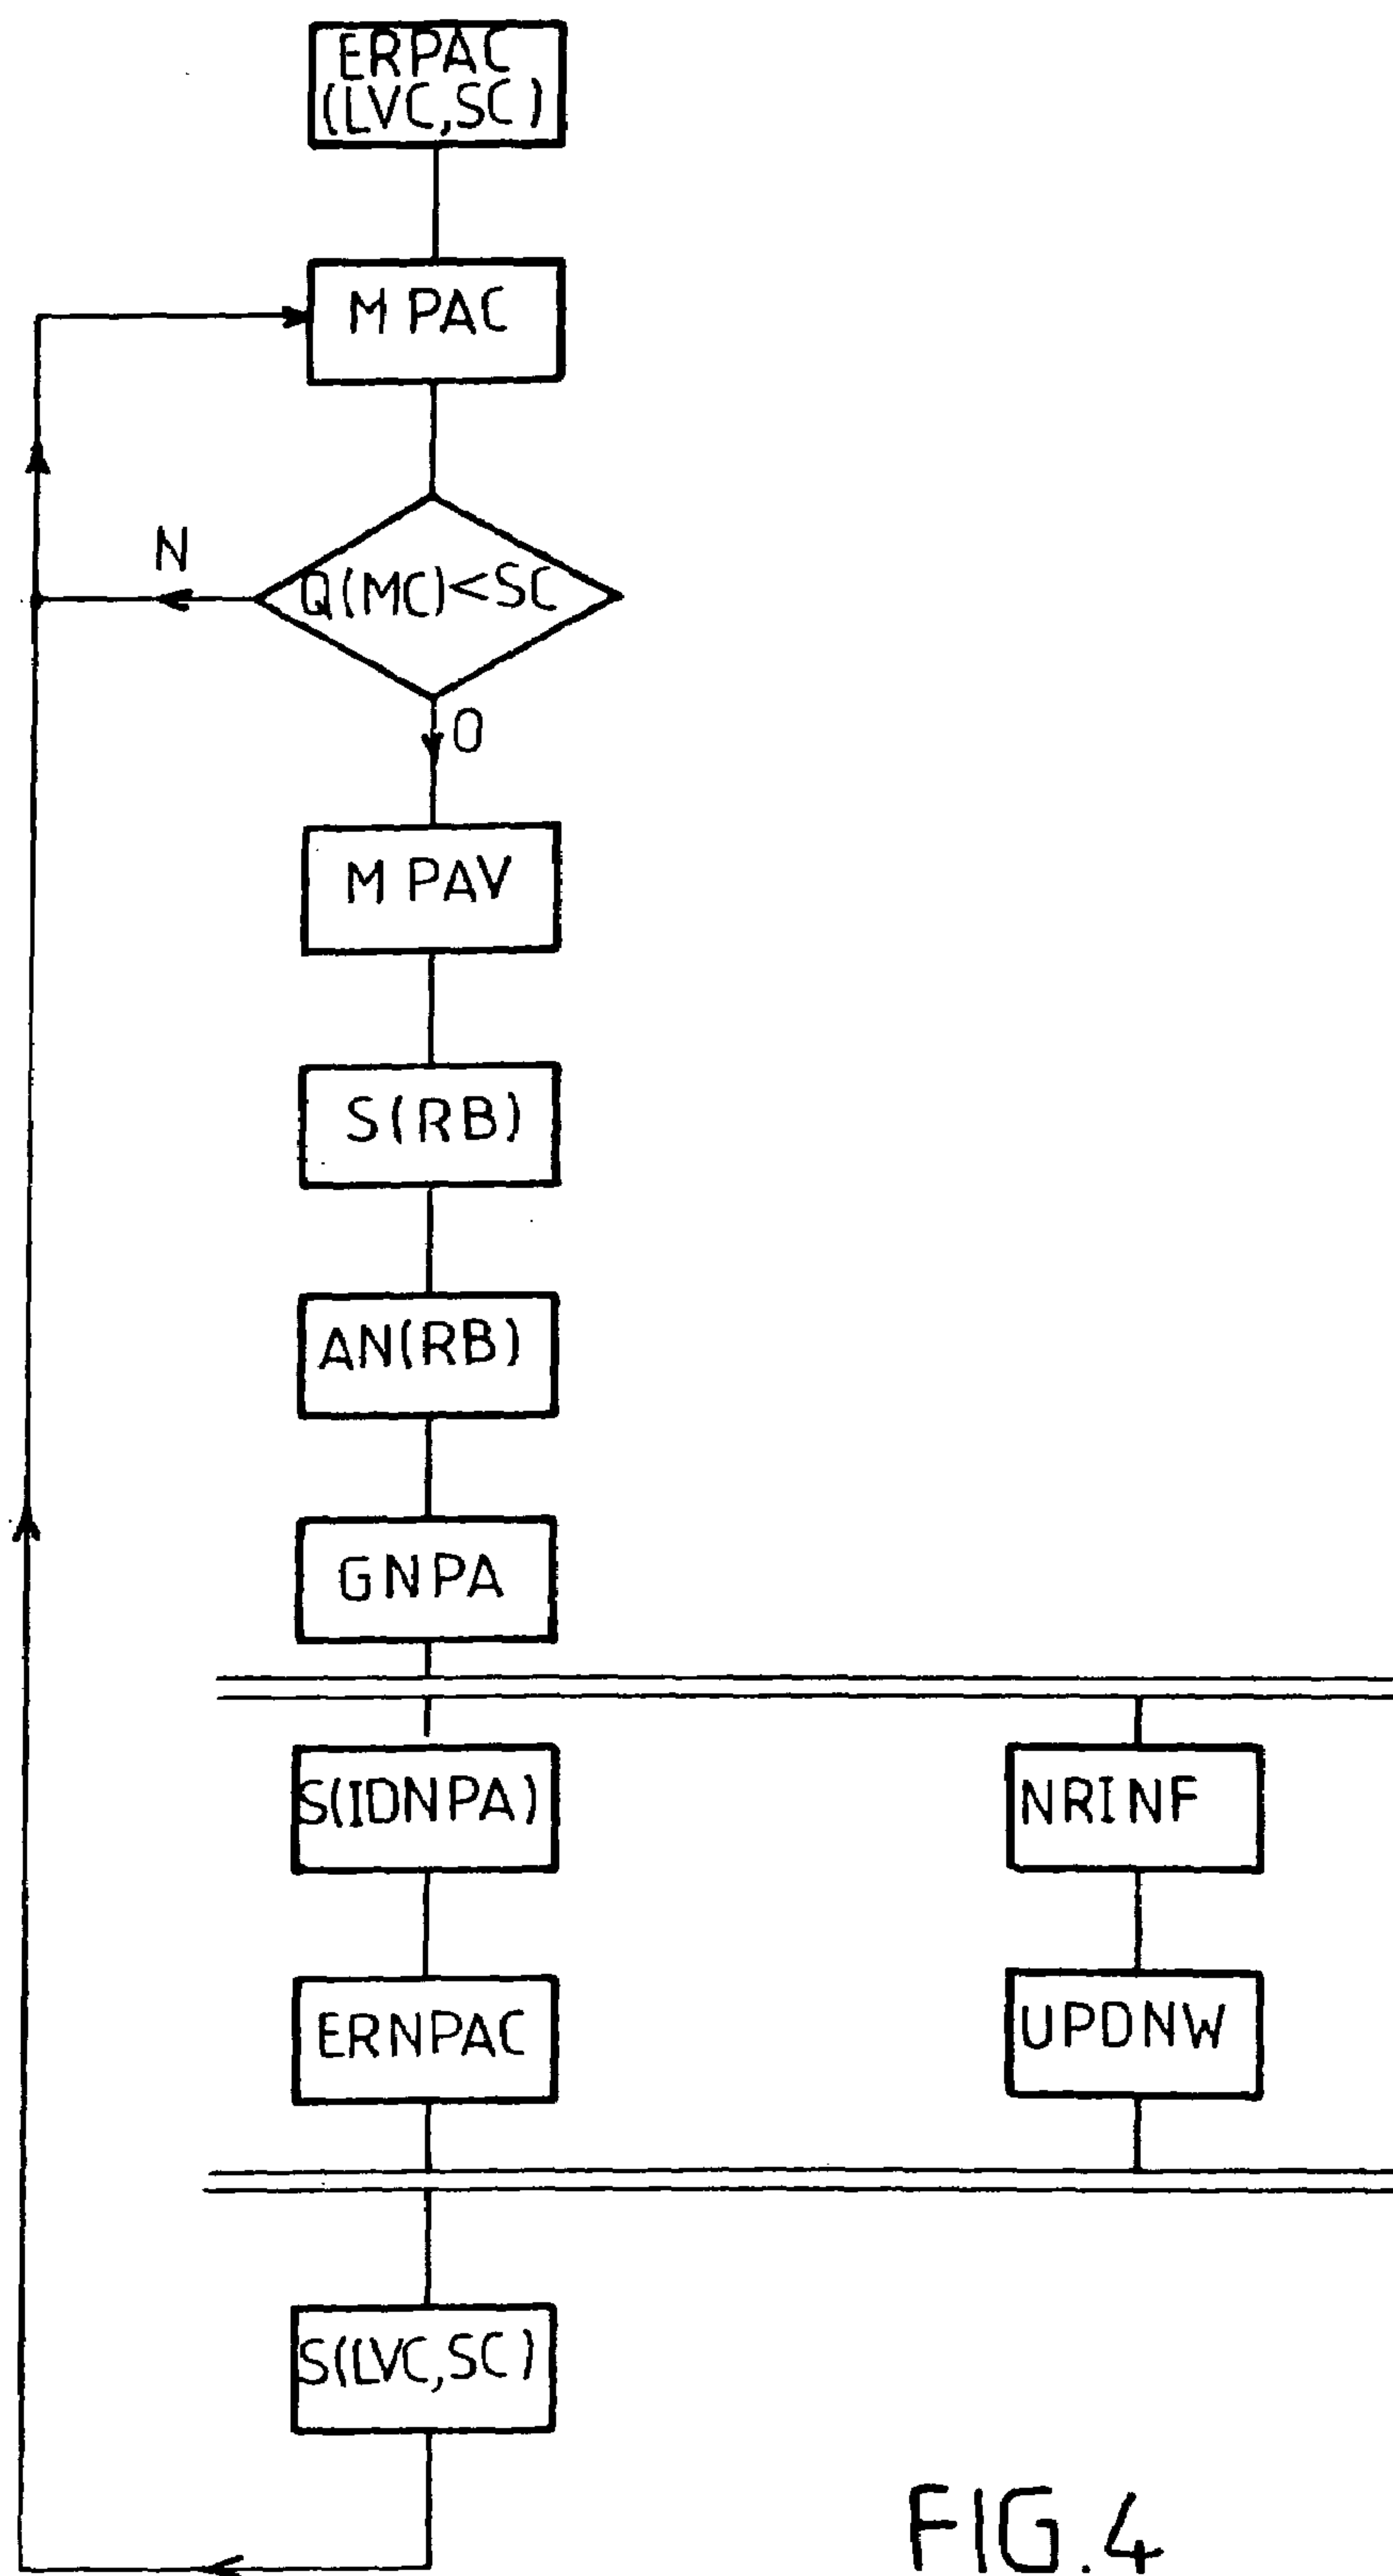 ERPAC
(LVC,SC)
M PAC
N
Q(MC)<SC
O
M PAV
S(RB)
AN(RB)
GNPA
S(IDNPA)
NRINF
ERNPAC
UPDNW
S(LVC,SC)
FIG.4